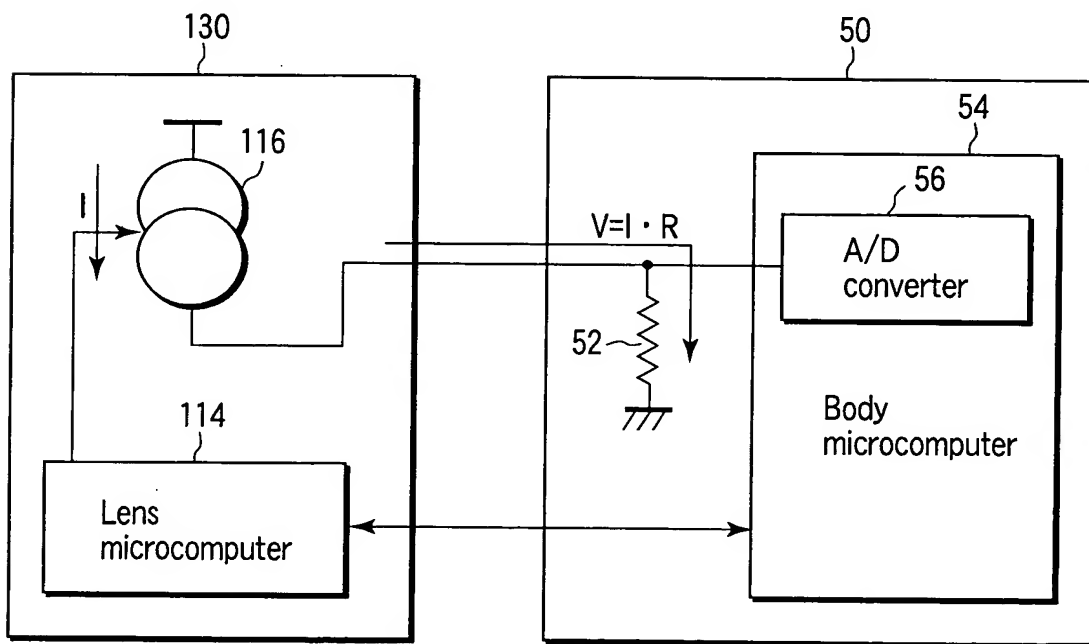 130
50
116
54
56
I
V=I · R
A/D
converter
52
114
Body
microcomputer
Lens
microcomputer